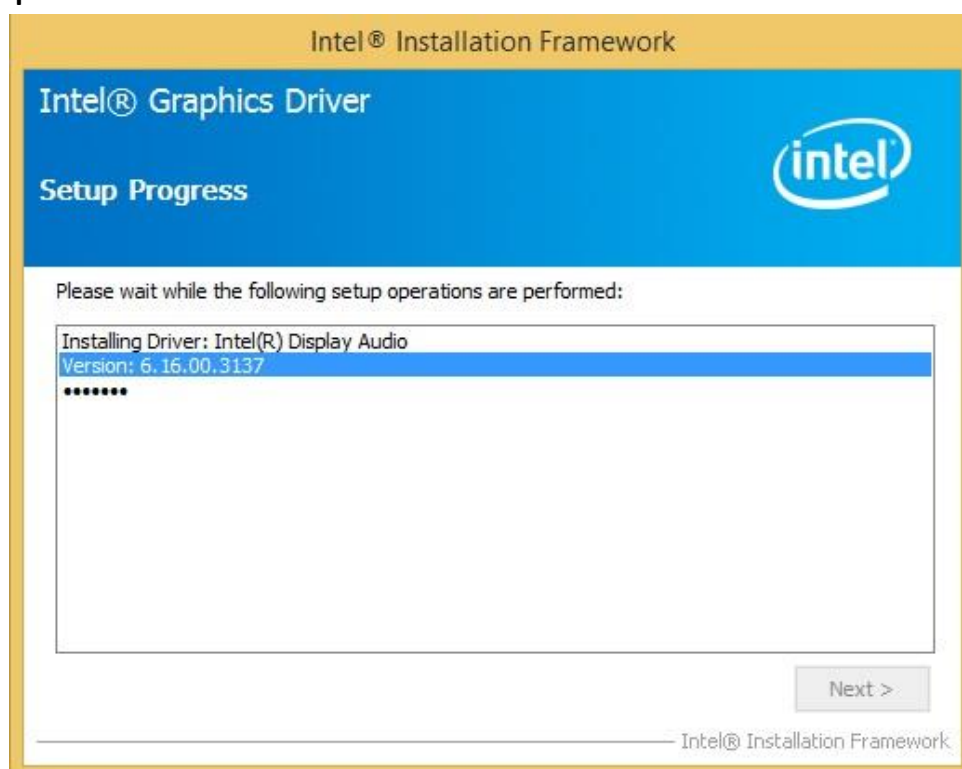 Intel® Installation Framework
Intel® Graphics Driver
intel
Setup Progress
Please wait while the following setup operations are performed:
Installing Driver: Intel(R) Display Audio
Version: 6.16.00.3137
•••••••
Next >
Intel® Installation Framework